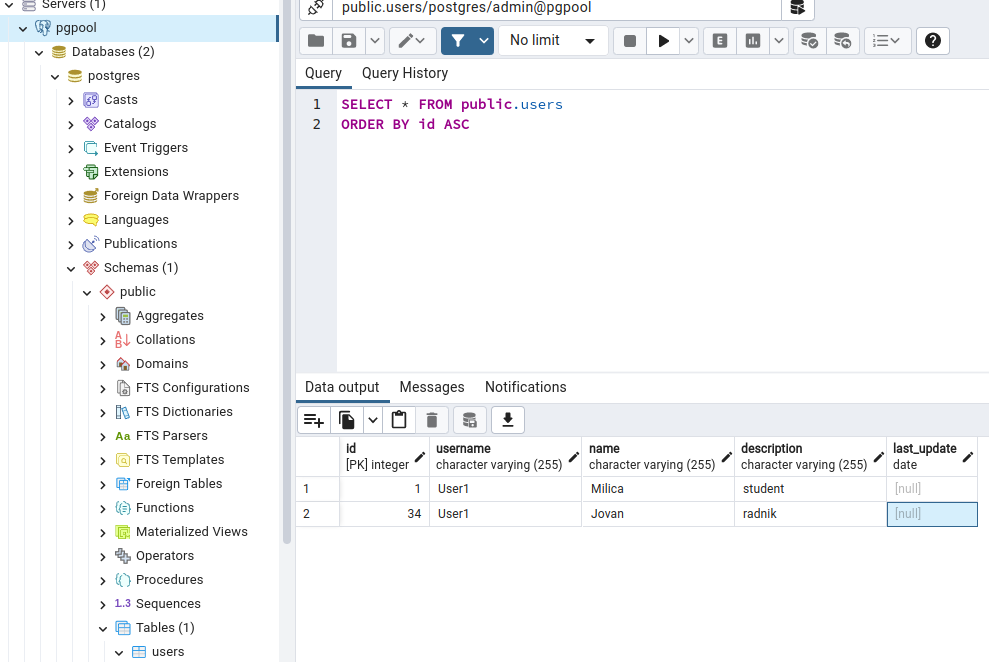 Servers (1)
pgpool
Databases (2)
postgres
Casts
Catalogs
Event Triggers
Extensions
Foreign Data Wrappers
Languages
Publications
Schemas (1)
public
Aggregates
Collations
Domains
FTS Configurations
FTS Dictionaries
Aa FTS Parsers
FTS Templates
Foreign Tables
Functions
Materialized Views
Operators
Procedures
1.3 Sequences
Tables (1)
users
public.users/postgres/admin@pgpool
No limit
E
Query Query History
1 SELECT * FROM public.users
2 ORDER BY id ASC
Data output Messages Notifications
id username name description last_update
[PK] integer character varying (255) character varying (255) character varying (255) date
1 1 User1 Milica student [null]
2 34 User1 Jovan radnik [null]